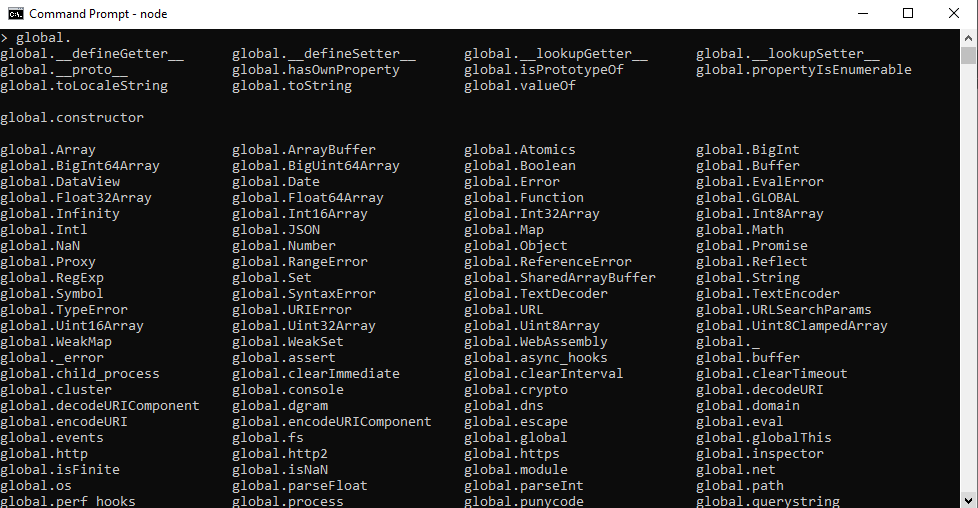 Command Prompt - node
> global.
global.__defineGetter__ global.__defineSetter__ global.__lookupGetter__ global.__lookupSetter__
global.__proto__ global.hasOwnProperty global.isPrototypeOf global.propertyIsEnumerable
global.toLocaleString global.toString global.valueOf
global.constructor
global.Array global.ArrayBuffer global.Atomics global.BigInt
global.BigInt64Array global.BigUint64Array global.Boolean global.Buffer
global.DataView global.Date global.Error global.EvalError
global.Float32Array global.Float64Array global.Function global.GLOBAL
global.Infinity global.Int16Array global.Int32Array global.Int8Array
global.Intl global.JSON global.Map global.Math
global.NaN global.Number global.Object global.Promise
global.Proxy global.RangeError global.ReferenceError global.Reflect
global.RegExp global.Set global.SharedArrayBuffer global.String
global.Symbol global.SyntaxError global.TextDecoder global.TextEncoder
global.TypeError global.URIError global.URL global.URLSearchParams
global.Uint16Array global.Uint32Array global.Uint8Array global.Uint8ClampedArray
global.WeakMap global.WeakSet global.WebAssembly global._
global._error global.assert global.async_hooks global.buffer
global.child_process global.clearImmediate global.clearInterval global.clearTimeout
global.cluster global.console global.crypto global.decodeURI
global.decodeURIComponent global.dgram global.dns global.domain
global.encodeURI global.encodeURIComponent global.escape global.eval
global.events global.fs global.global global.globalThis
global.http global.http2 global.https global.inspector
global.isFinite global.isNaN global.module global.net
global.os global.parseFloat global.parseInt global.path
global.perf_hooks global.process global.punycode global.querystring